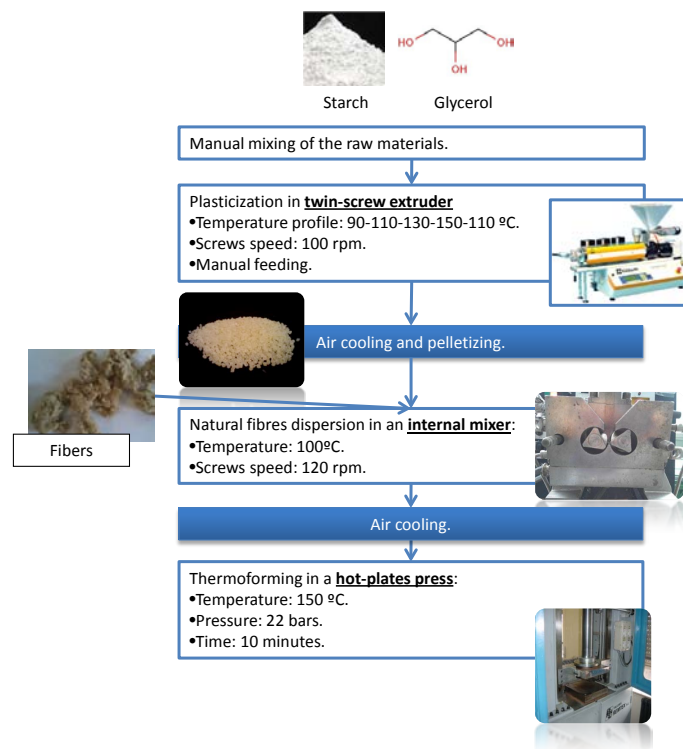 HO
OH
OH
Starch
Glycerol
Manual mixing of the raw materials.
Plasticization in twin-screw extruder
•Temperature profile: 90-110-130-150-110 ºC.
•Screws speed: 100 rpm.
•Manual feeding.
Air cooling and pelletizing.
Fibers
Natural fibres dispersion in an internal mixer:
•Temperature: 100ºC.
•Screws speed: 120 rpm.
Air cooling.
Thermoforming in a hot-plates press:
•Temperature: 150 ºC.
•Pressure: 22 bars.
•Time: 10 minutes.